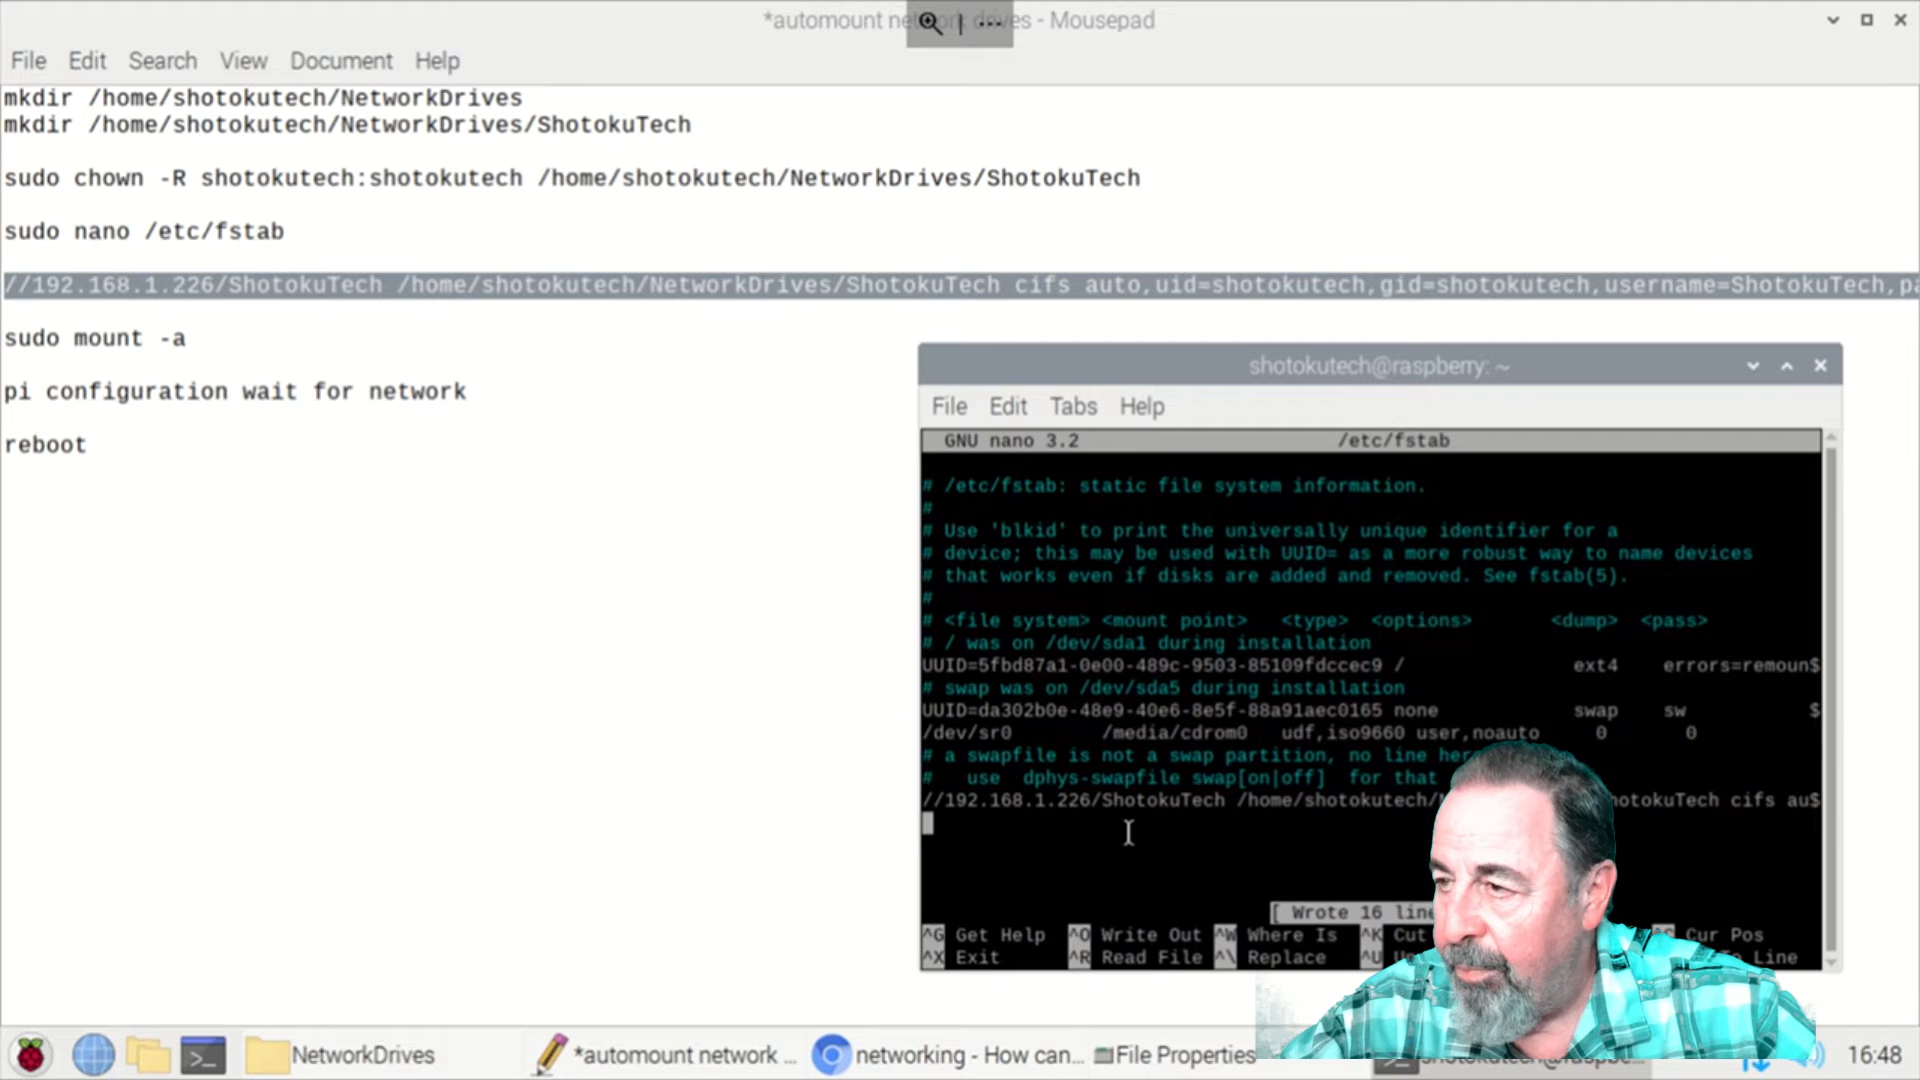 *automount network drives - Mousepad
File Edit Search View Document Help
mkdir /home/shotokutech/NetworkDrives
mkdir /home/shotokutech/NetworkDrives/ShotokuTech
sudo chown -R shotokutech:shotokutech /home/shotokutech/NetworkDrives/ShotokuTech
sudo nano /etc/fstab
//192.168.1.226/ShotokuTech /home/shotokutech/NetworkDrives/ShotokuTech cifs auto,uid=shotokutech,gid=shotokutech,username=ShotokuTech,pa
sudo mount -a
pi configuration wait for network
reboot
shotokutech@raspberry: ~
File Edit Tabs Help
GNU nano 3.2 /etc/fstab
# /etc/fstab: static file system information.
#
# Use 'blkid' to print the universally unique identifier for a
# device; this may be used with UUID= as a more robust way to name devices
# that works even if disks are added and removed. See fstab(5).
#
# <file system> <mount point> <type> <options> <dump> <pass>
# / was on /dev/sda1 during installation
UUID=5fbd87a1-0e00-489c-9503-85109fdccec9 / ext4 errors=remoun$
# swap was on /dev/sda5 during installation
UUID=da302b0e-48e9-40e6-8e5f-88a91aec0165 none swap sw $
/dev/sr0 /media/cdrom0 udf,iso9660 user,noauto 0 0
# a swapfile is not a swap partition, no line here
# use dphys-swapfile swap[on|off] for that
//192.168.1.226/ShotokuTech /home/shotokutech/ hotokuTech cifs au$
[ Wrote 16 line
^G Get Help ^O Write Out ^W Where Is ^K Cut Cur Pos
^X Exit ^R Read File ^\ Replace ^U Line
NetworkDrives *automount network ... networking - How can... File Properties 16:48